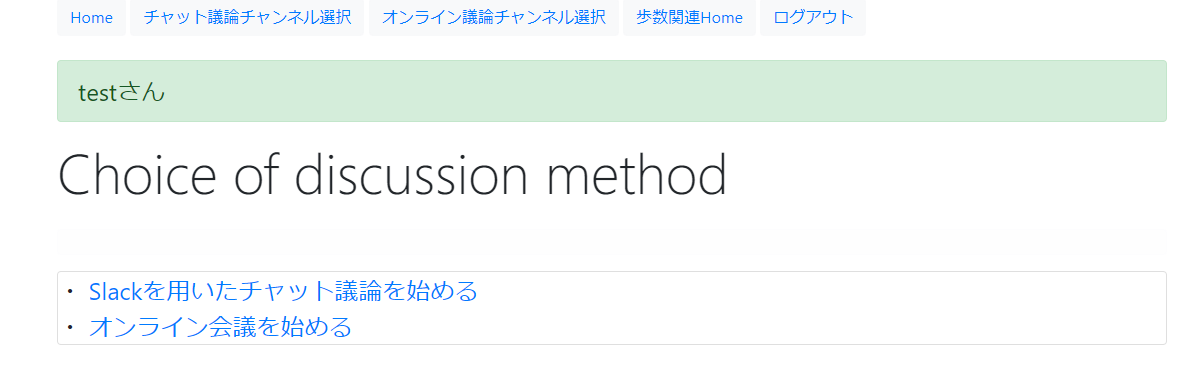 Home チャット議論チャンネル選択 オンライン議論チャンネル選択 歩数関連Home ログアウト
testさん
Choice of discussion method
・ Slackを用いたチャット議論を始める
・ オンライン会議を始める